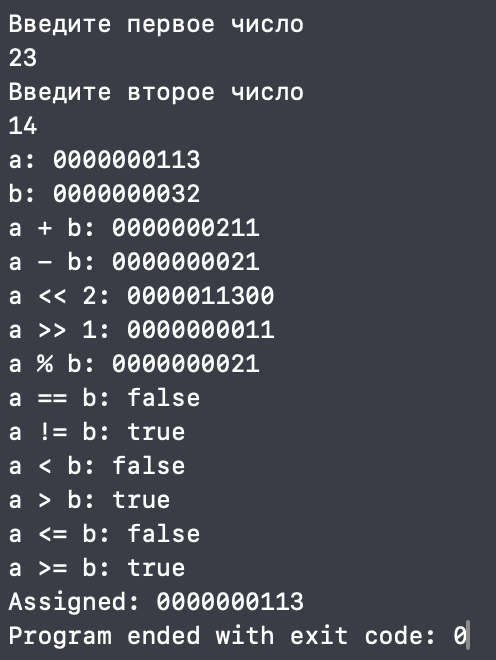 Введите первое число
23
Введите второе число
14
a: 0000000113
b: 0000000032
a + b: 0000000211
a - b: 0000000021
a << 2: 0000011300
a >> 1: 0000000011
a % b: 0000000021
a == b: false
a != b: true
a < b: false
a > b: true
a <= b: false
a >= b: true
Assigned: 0000000113
Program ended with exit code: 0